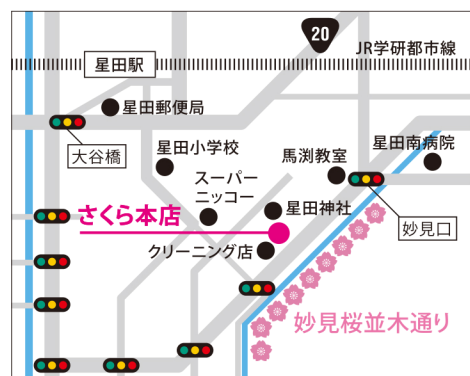 20
JR学研都市線
星田駅
星田郵便局
大谷橋
星田小学校
馬渕教室
星田南病院
スーパー
ニッコー
さくら本店
星田神社
妙見口
クリーニング店
妙見桜並木通り